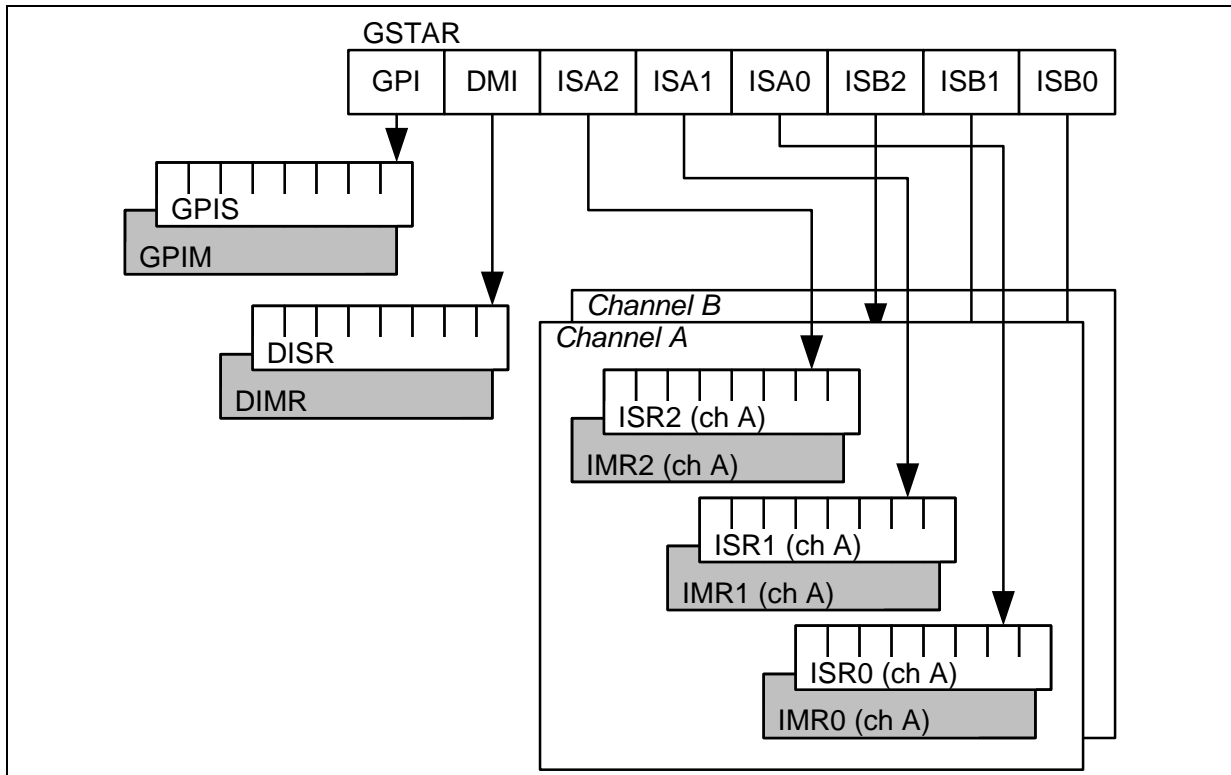 GSTAR
GPI DMI ISA2 ISA1 ISA0 ISB2 ISB1 ISB0
GPIS
GPIM
DISR
DIMR
Channel B
Channel A
ISR2 (ch A)
IMR2 (ch A)
ISR1 (ch A)
IMR1 (ch A)
ISR0 (ch A)
IMR0 (ch A)